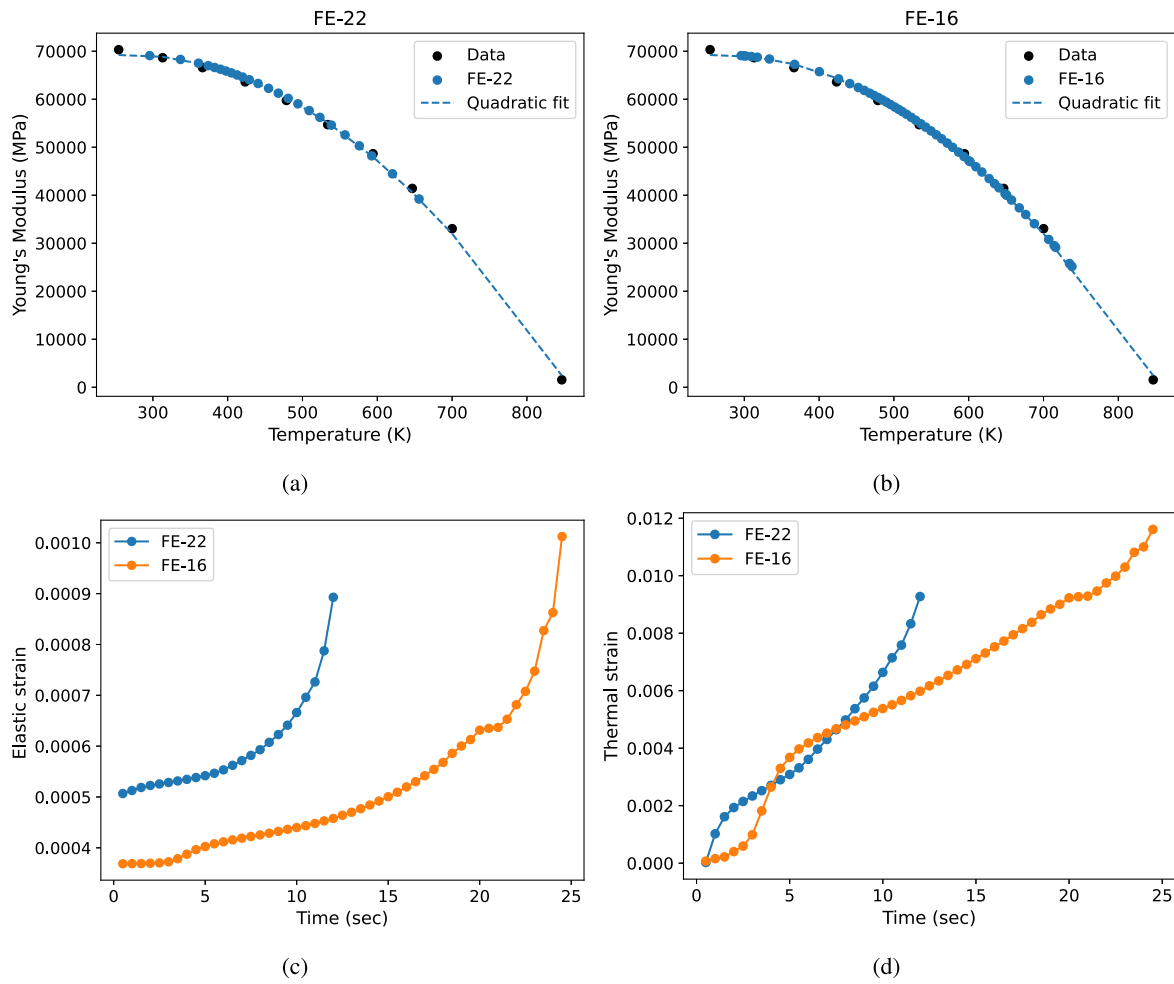 FE-22
70000
60000
50000
40000
30000
20000
10000
0
Young's Modulus (MPa)
Data
FE-22
Quadratic fit
300 400 500 600 700 800
Temperature (K)
(a)
FE-16
70000
60000
50000
40000
30000
20000
10000
0
Young's Modulus (MPa)
Data
FE-16
Quadratic fit
300 400 500 600 700 800
Temperature (K)
(b)
0.0010
0.0009
0.0008
0.0007
0.0006
0.0005
0.0004
Elastic strain
FE-22
FE-16
0 5 10 15 20 25
Time (sec)
(c)
0.012
0.010
0.008
0.006
0.004
0.002
0.000
Thermal strain
FE-22
FE-16
0 5 10 15 20 25
Time (sec)
(d)